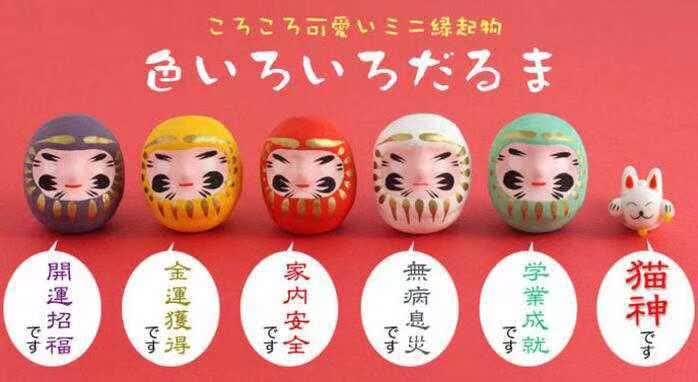 ころころ可愛いミニ縁起物
色いろいろだるま
開運招福です
金運獲得です
家内安全です
無病息災です
学業成就です
猫神です